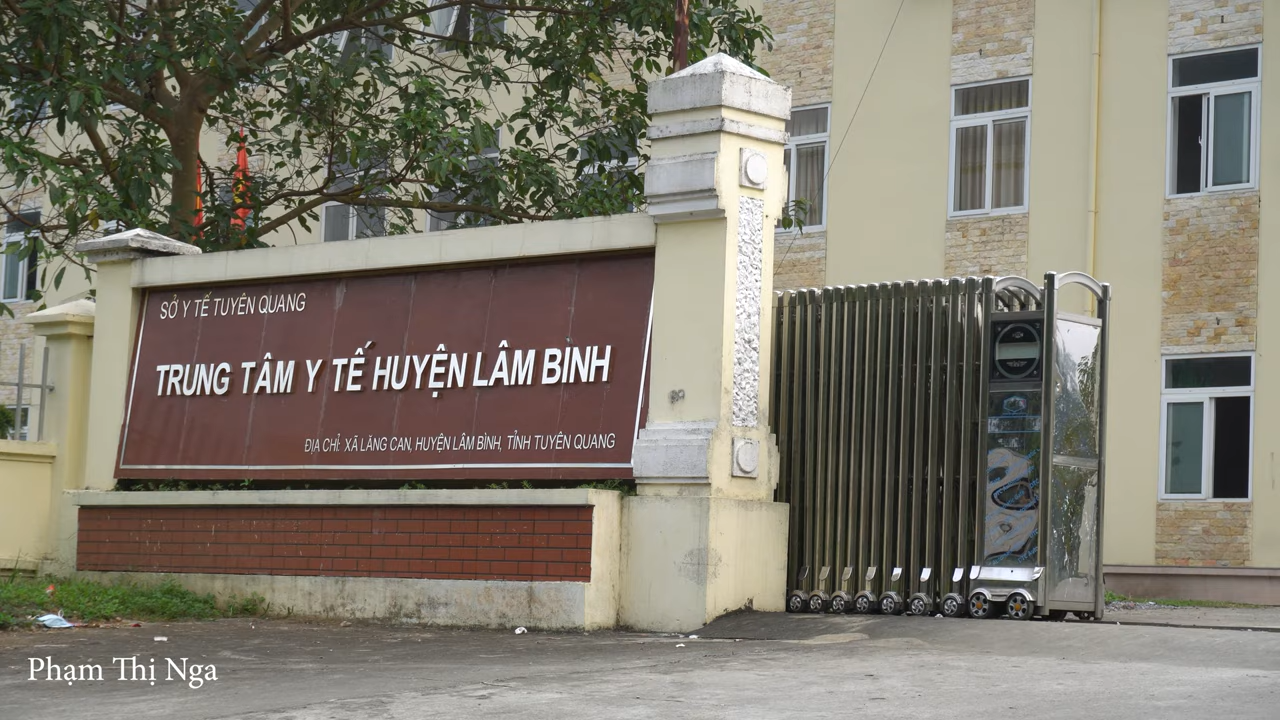 SỞ Y TẾ TUYÊN QUANG
TRUNG TÂM Y TẾ HUYỆN LÂM BINH
ĐỊA CHỈ: XÃ LĂNG CAN, HUYỆN LÂM BÌNH, TỈNH TUYÊN QUANG
Phạm Thị Nga